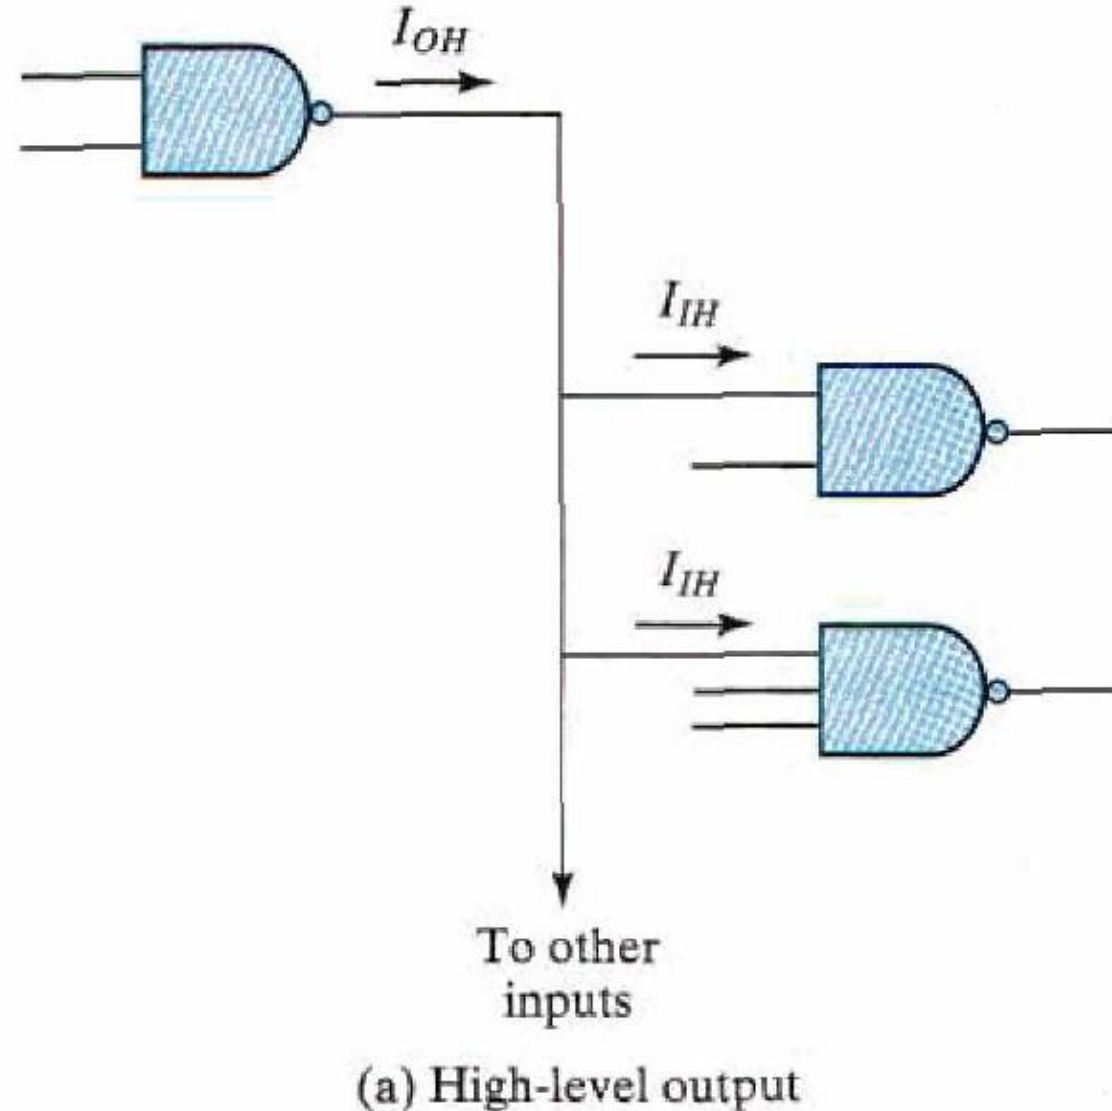 I_OH
I_IH
I_IH
To other
inputs
(a) High-level output